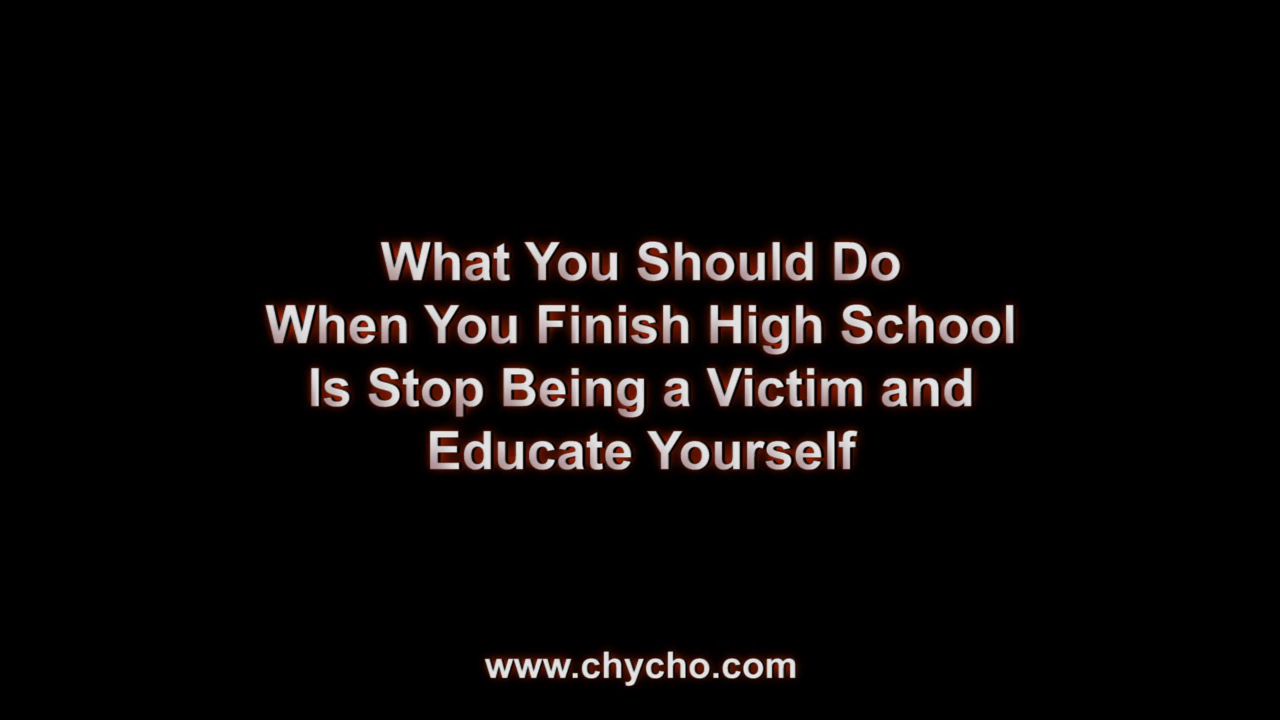 What You Should Do
When You Finish High School
Is Stop Being a Victim and
Educate Yourself
www.chycho.com